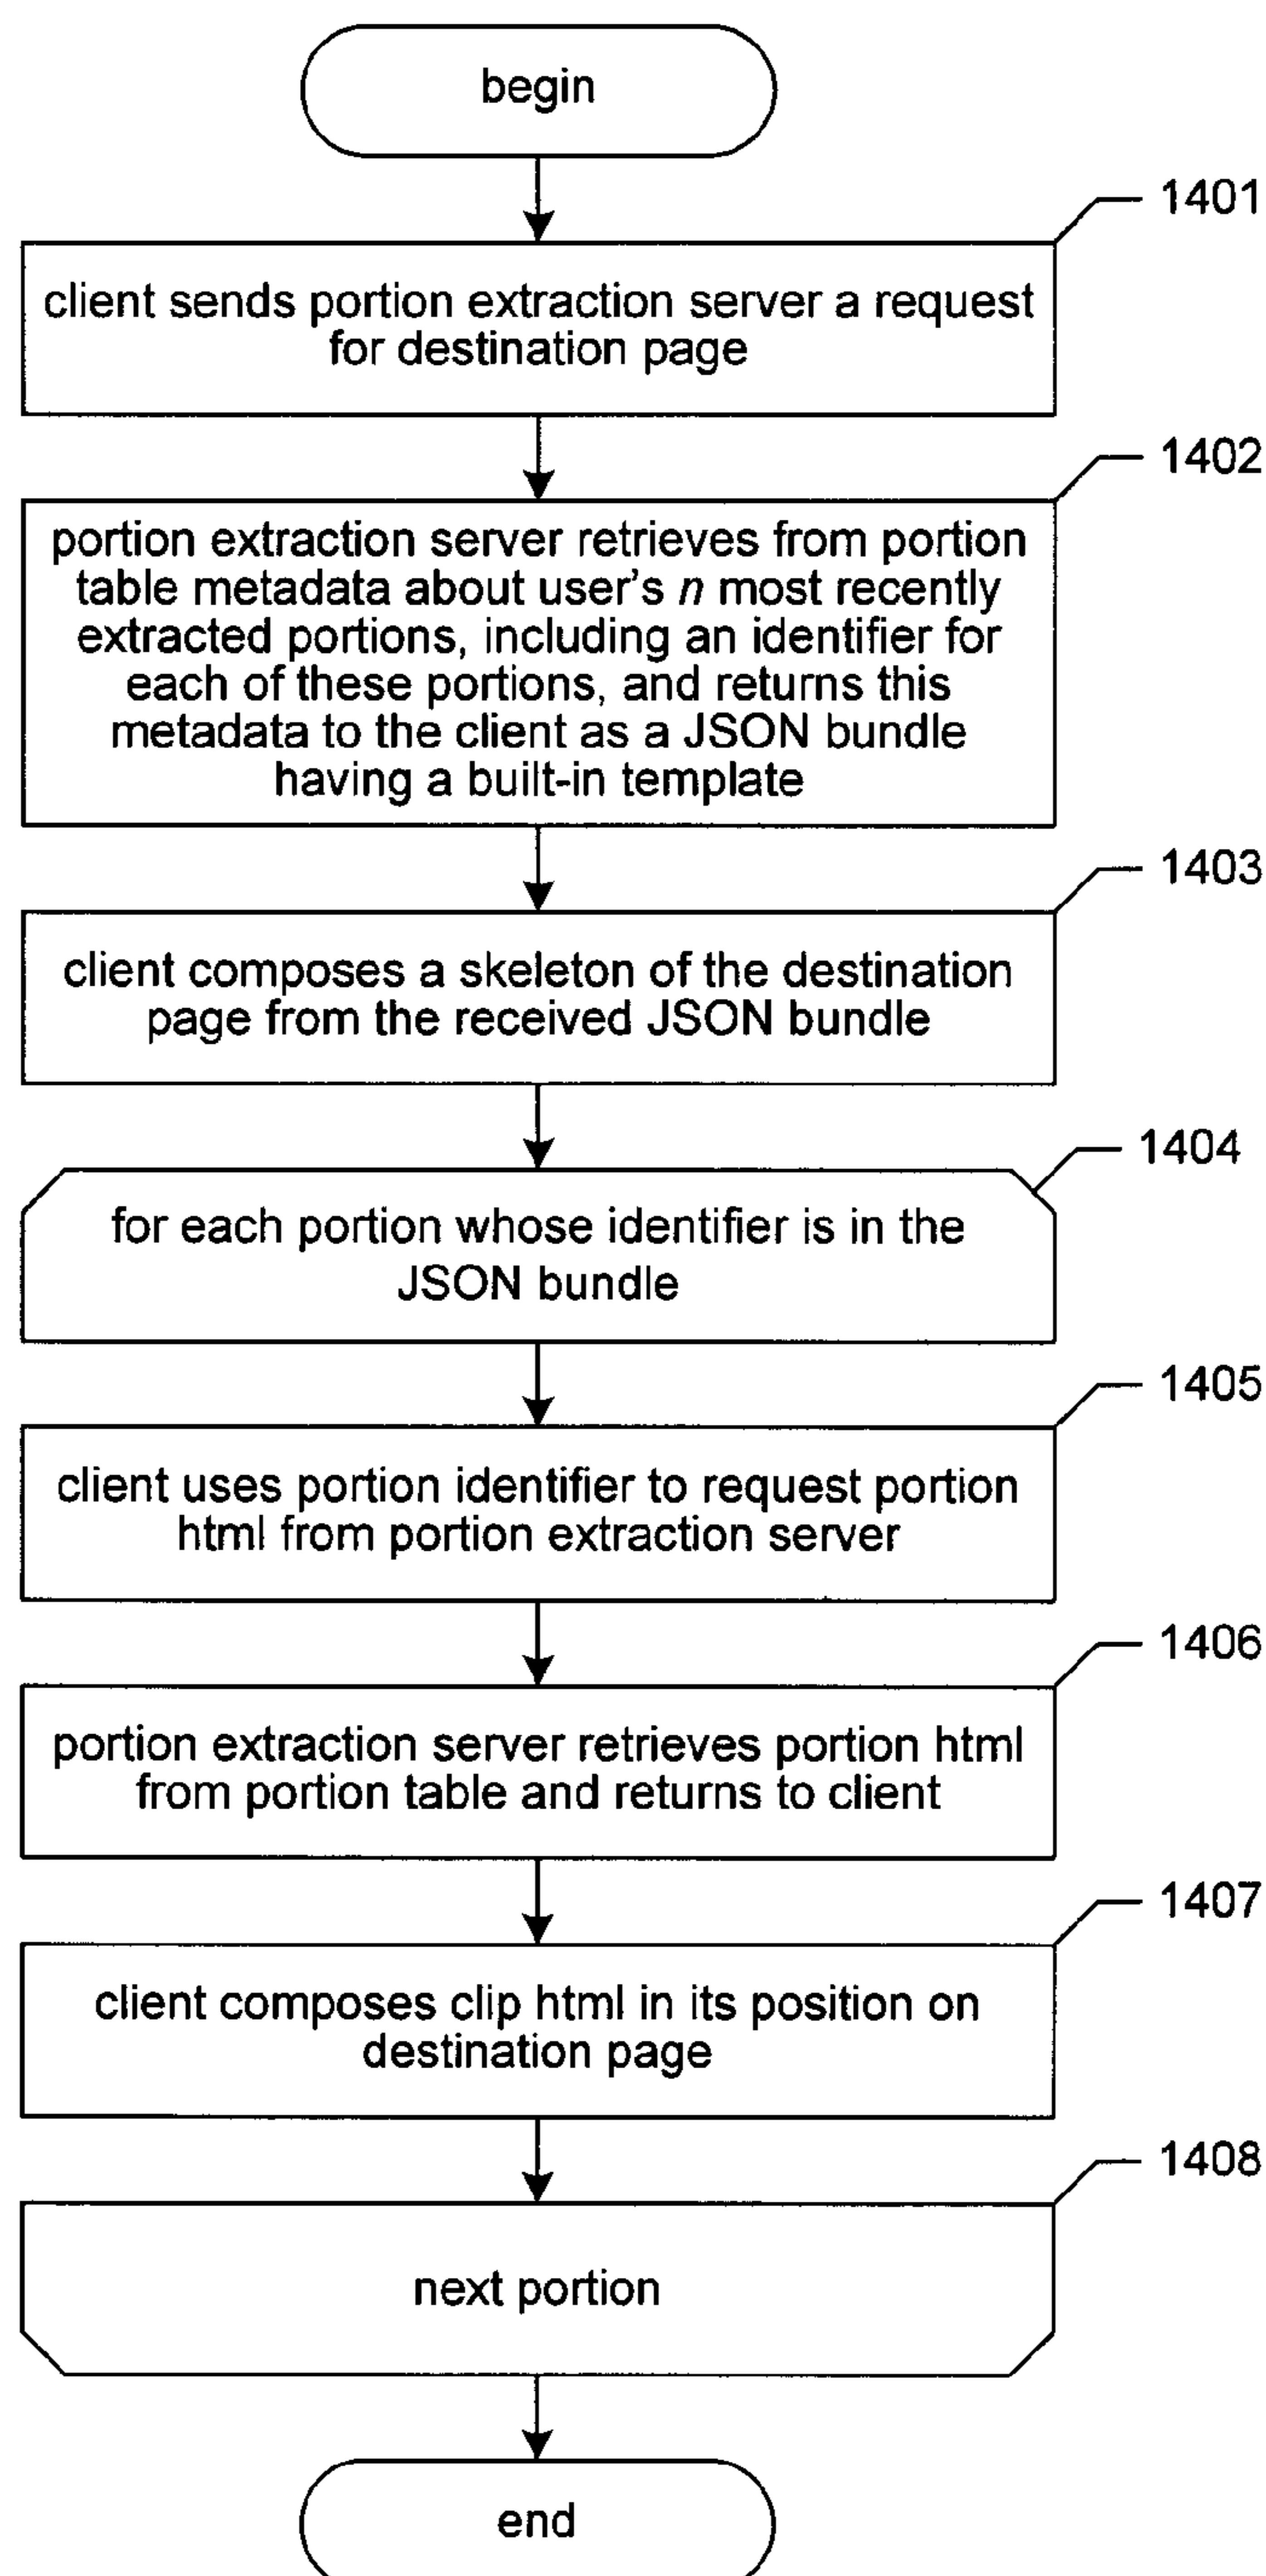 begin
1401
client sends portion extraction server a request
for destination page
1402
portion extraction server retrieves from portion
table metadata about user's n most recently
extracted portions, including an identifier for
each of these portions, and returns this
metadata to the client as a JSON bundle
having a built-in template
1403
client composes a skeleton of the destination
page from the received JSON bundle
1404
for each portion whose identifier is in the
JSON bundle
1405
client uses portion identifier to request portion
html from portion extraction server
1406
portion extraction server retrieves portion html
from portion table and returns to client
1407
client composes clip html in its position on
destination page
1408
next portion
end